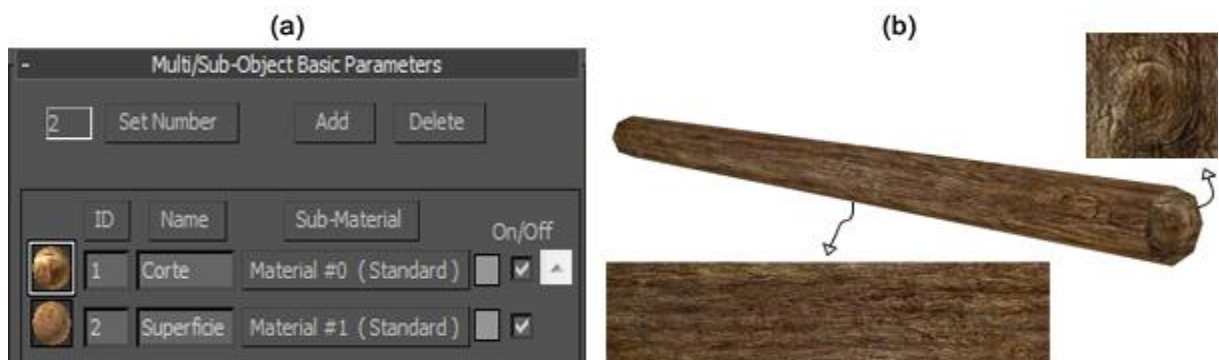 (a)
(b)
- Multi/Sub-Object Basic Parameters
2 Set Number Add Delete
ID Name Sub-Material On/Off
1 Corte Material #0 ( Standard )
2 Superficie Material #1 ( Standard )